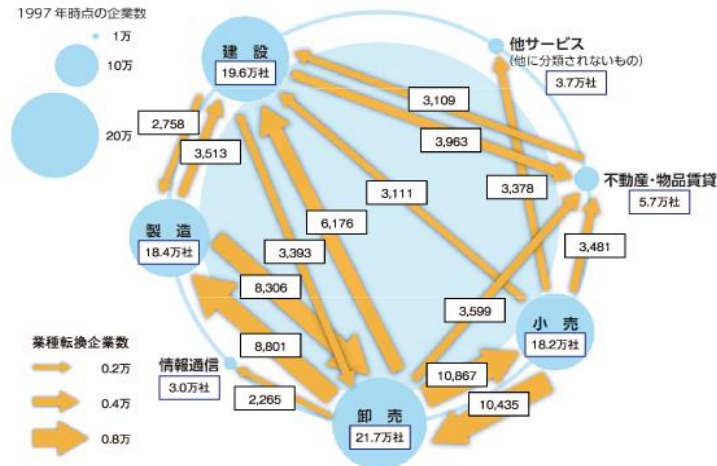 1997年時点の企業数
1万
10万
20万
建 設
19.6万社
他サービス
(他に分類されないもの)
3.7万社
2,758
3,513
3,109
3,963
不動産・物品賃貸
5.7万社
3,378
3,111
6,176
3,393
3,481
製 造
18.4万社
8,306
3,599
小 売
18.2万社
8,801
10,867
10,435
情報通信
3.0万社
2,265
卸 売
21.7万社
業種転換企業数
0.2万
0.4万
0.8万